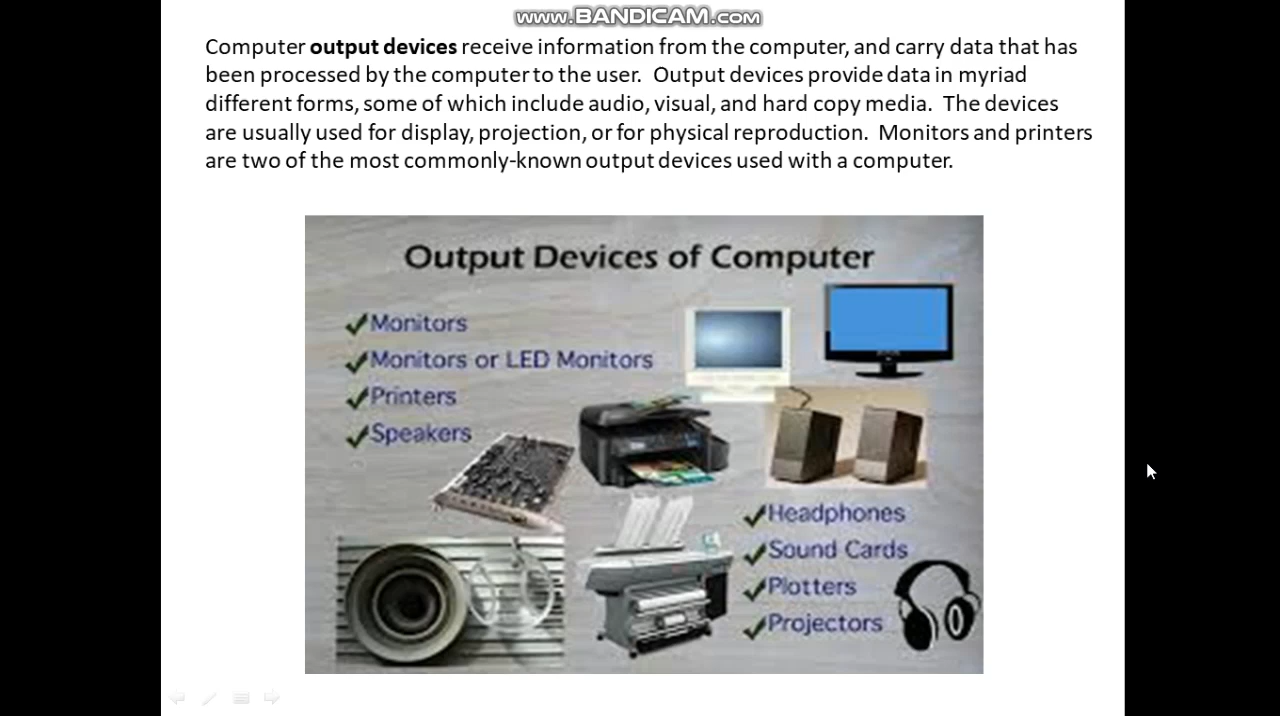 www.BANDICAM.com
Computer output devices receive information from the computer, and carry data that has
been processed by the computer to the user. Output devices provide data in myriad
different forms, some of which include audio, visual, and hard copy media. The devices
are usually used for display, projection, or for physical reproduction. Monitors and printers
are two of the most commonly-known output devices used with a computer.
Output Devices of Computer
Monitors
Monitors or LED Monitors
Printers
Speakers
Headphones
Sound Cards
Plotters
Projectors